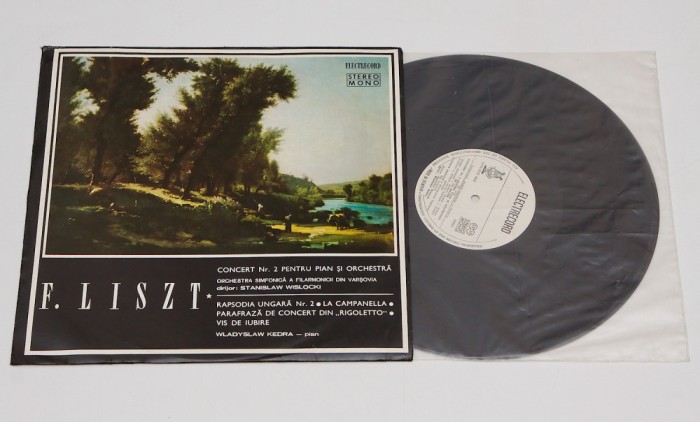 ELECTRECORD
STEREO
MONO
CONCERT Nr. 2 PENTRU PIAN ȘI ORCHESTRĂ
ORCHESTRA SIMFONICĂ A FILARMONICII DIN VARȘOVIA
dirijor: STANISLAW WISLOCKI
F. LISZT*
RAPSODIA UNGARĂ Nr. 2 • LA CAMPANELLA •
PARAFRAZĂ DE CONCERT DIN „RIGOLETTO” •
VIS DE IUBIRE
WLADYSLAW KEDRA — pian
ELECTRECORD